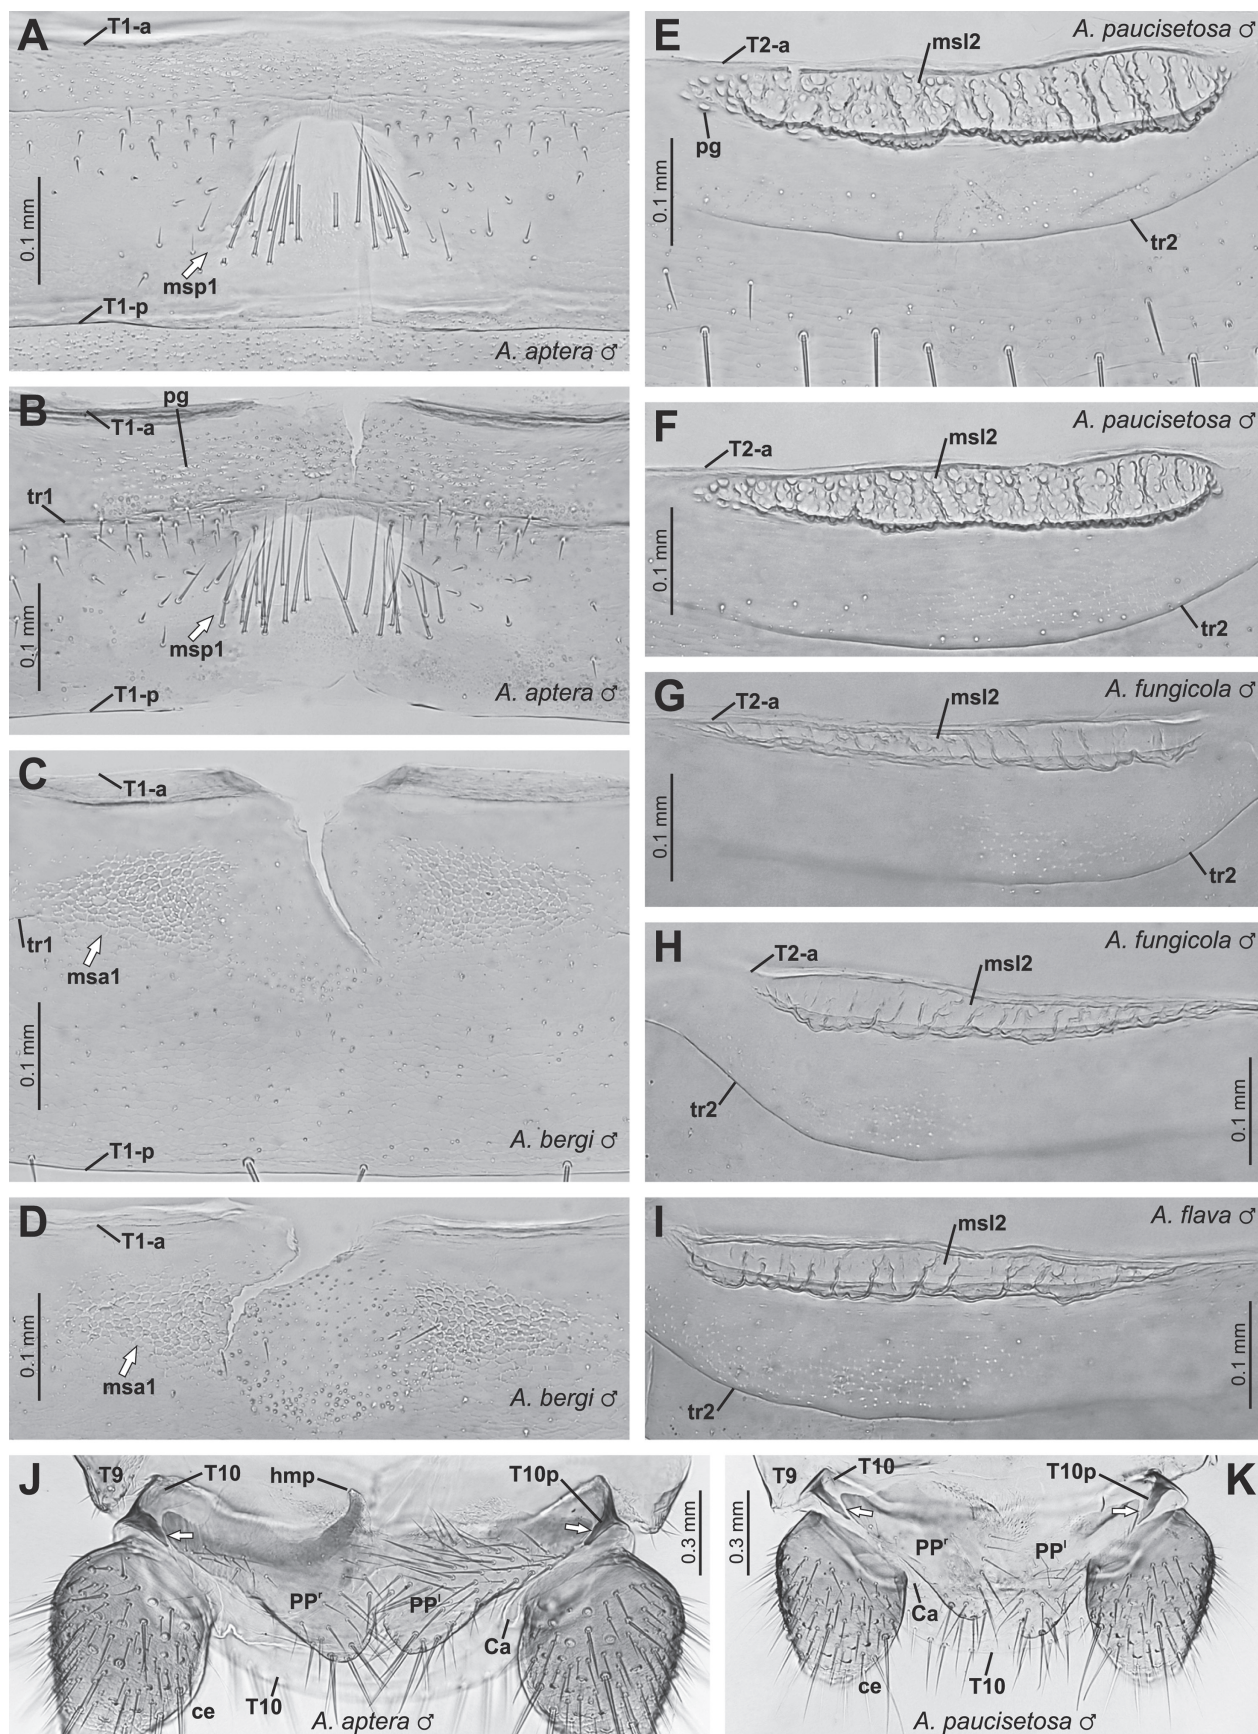 A
T1-a
0.1 mm
msp1
T1-p
A. aptera ♂
B
pg
T1-a
tr1
0.1 mm
msp1
T1-p
A. aptera ♂
C
T1-a
tr1
msa1
0.1 mm
A. bergi ♂
T1-p
D
T1-a
0.1 mm
msa1
A. bergi ♂
E
A. paucisetosa ♂
T2-a
msl2
pg
0.1 mm
tr2
F
A. paucisetosa ♂
T2-a
msl2
0.1 mm
tr2
G
A. fungicola ♂
T2-a
msl2
0.1 mm
tr2
H
A. fungicola ♂
T2-a
msl2
tr2
0.1 mm
I
A. flava ♂
msl2
0.1 mm
tr2
J
T9
T10
hmp
T10p
0.3 mm
PPʳ
PPˡ
Ca
ce
T10
A. aptera ♂
K
T9
T10
T10p
0.3 mm
PPʳ
PPˡ
Ca
ce
T10
A. paucisetosa ♂